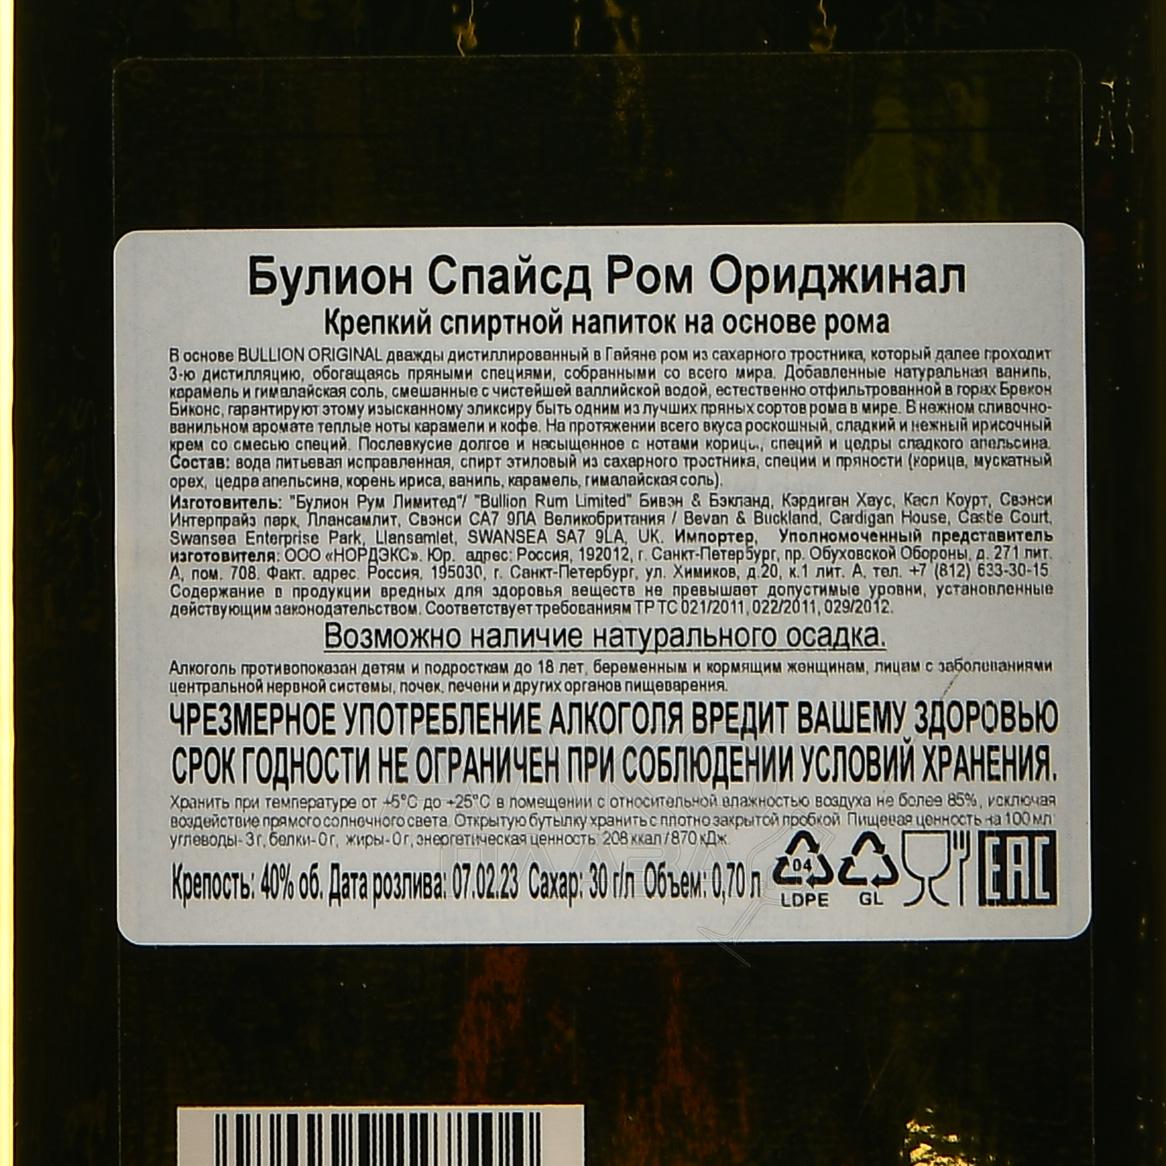 Булион Спайсд Ром Ориджинал
Крепкий спиртной напиток на основе рома
В основе BULLION ORIGINAL дважды дистиллированный в Гайяне ром из сахарного тростника, который далее проходит
3-ю дистилляцию, обогащаясь пряными специями, собранными со всего мира. Добавленные натуральная ваниль,
карамель и гималайская соль, смешанные с чистейшей валлийской водой, естественно отфильтрованной в горах Брекон
Биконс, гарантируют этому изысканному эликсиру быть одним из лучших пряных сортов рома в мире. В нежном сливочно-
ванильном аромате теплые ноты карамели и кофе. На протяжении всего вкуса роскошный, сладкий и нежный ирисочный
крем со смесью специй. Послевкусие долгое и насыщенное с нотами корицы, специй и цедры сладкого апельсина.
Состав: вода питьевая исправленная, спирт этиловый из сахарного тростника, специи и пряности (корица, мускатный
орех, цедра апельсина, корень ириса, ваниль, карамель, гималайская соль).
Изготовитель: "Булион Рум Лимитед"/ "Bullion Rum Limited" Бивэн & Бэкланд, Кэрдиган Хаус, Касл Коурт, Свэнси
Интерпрайз парк, Ллансамлит, Свэнси СА7 9ЛА Великобритания / Bevan & Buckland, Cardigan House, Castle Court,
Swansea Enterprise Park, Llansamlet, SWANSEA SA7 9LA, UK. Импортер, Уполномоченный представитель
изготовителя: ООО «НОРДЭКС». Юр. адрес: Россия, 192012, г. Санкт-Петербург, пр. Обуховской Обороны, д. 271 лит.
А, пом. 708. Факт. адрес. Россия, 195030, г. Санкт-Петербург, ул. Химиков, д.20, к.1 лит. А, тел. +7 (812) 633-30-15.
Содержание в продукции вредных для здоровья веществ не превышает допустимые уровни, установленные
действующим законодательством. Соответствует требованиям ТР ТС 021/2011, 022/2011, 029/2012.
Возможно наличие натурального осадка.
Алкоголь противопоказан детям и подросткам до 18 лет, беременным и кормящим женщинам, лицам с заболеваниями
центральной нервной системы, почек, печени и других органов пищеварения.
ЧРЕЗМЕРНОЕ УПОТРЕБЛЕНИЕ АЛКОГОЛЯ ВРЕДИТ ВАШЕМУ ЗДОРОВЬЮ
СРОК ГОДНОСТИ НЕ ОГРАНИЧЕН ПРИ СОБЛЮДЕНИИ УСЛОВИЙ ХРАНЕНИЯ.
Хранить при температуре от +5°C до +25°C в помещении с относительной влажностью воздуха не более 85%, исключая
воздействие прямого солнечного света. Открытую бутылку хранить с плотно закрытой пробкой. Пищевая ценность на 100 мл:
углеводы- 3 г, белки- 0 г, жиры- 0 г, энергетическая ценность: 208 ккал / 870 кДж.
Крепость: 40% об. Дата розлива: 07.02.23 Сахар: 30 г/л Объем: 0,70 л
04
LDPE GL EAC